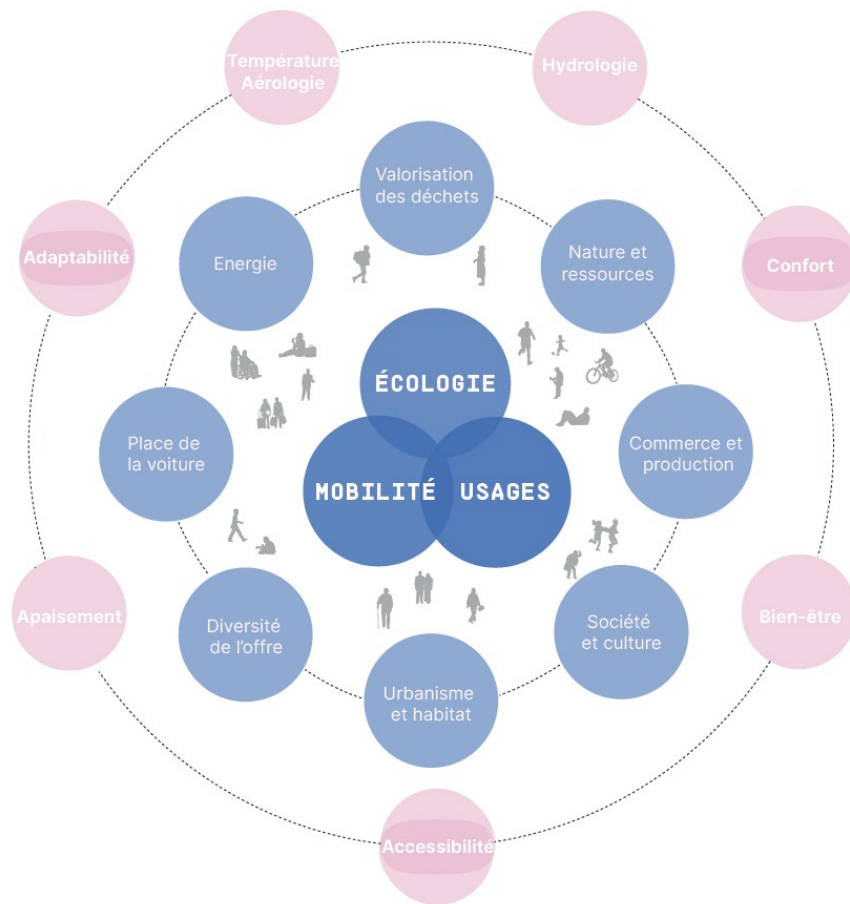 Température
Aérologie
Hydrologie
Valorisation
des déchets
Adaptabilité
Energie
Nature et
ressources
Confort
ÉCOLOGIE
Place de
la voiture
Commerce et
production
MOBILITÉ
USAGES
Apaisement
Diversité
de l'offre
Société
et culture
Bien-être
Urbanisme
et habitat
Accessibilité